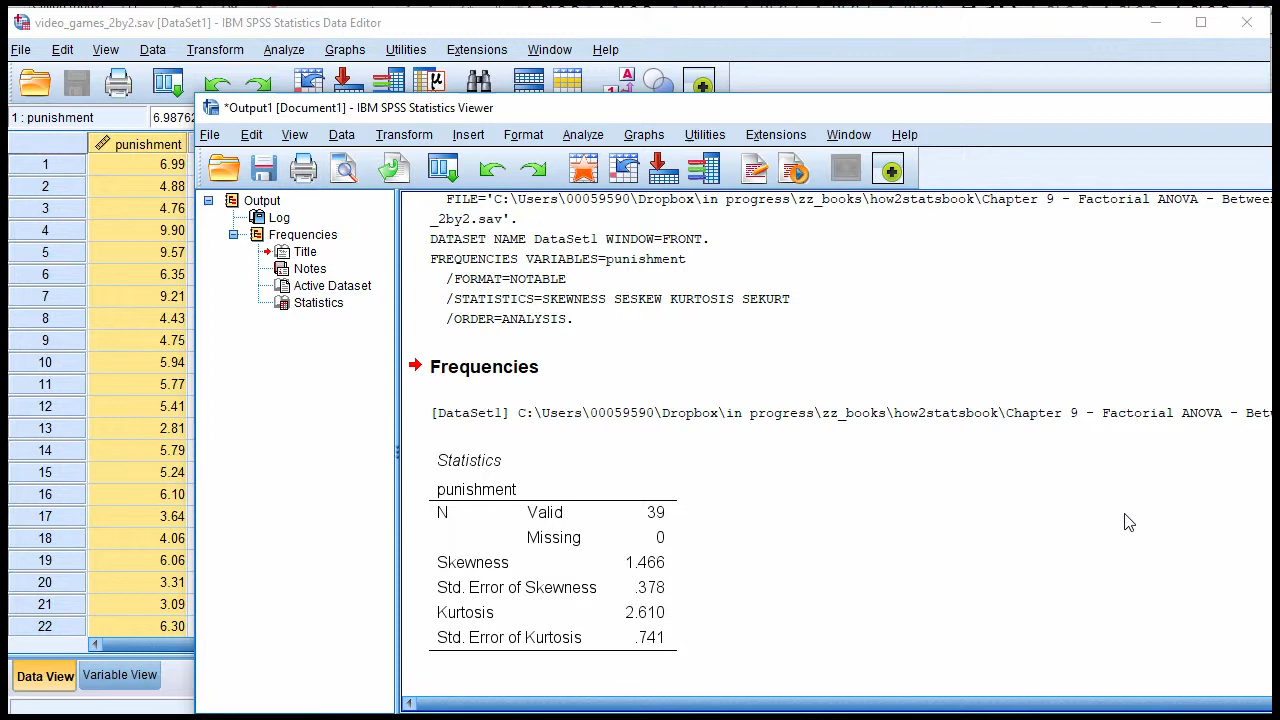 video_games_2by2.sav [DataSet1] - IBM SPSS Statistics Data Editor
File Edit View Data Transform Analyze Graphs Utilities Extensions Window Help
1 : punishment 6.9876
punishment
1 6.99
2 4.88
3 4.76
4 9.90
5 9.57
6 6.35
7 9.21
8 4.43
9 4.75
10 5.94
11 5.77
12 5.41
13 2.81
14 5.79
15 5.24
16 6.10
17 3.64
18 4.06
19 6.06
20 3.31
21 3.09
22 6.30
Data View Variable View
*Output1 [Document1] - IBM SPSS Statistics Viewer
File Edit View Data Transform Insert Format Analyze Graphs Utilities Extensions Window Help
Output
Log
Frequencies
Title
Notes
Active Dataset
Statistics
FILE='C:\Users\00059590\Dropbox\in progress\zz_books\how2statsbook\Chapter 9 - Factorial ANOVA - Betwe
_2by2.sav'.
DATASET NAME DataSet1 WINDOW=FRONT.
FREQUENCIES VARIABLES=punishment
/FORMAT=NOTABLE
/STATISTICS=SKEWNESS SESKEW KURTOSIS SEKURT
/ORDER=ANALYSIS.
Frequencies
[DataSet1] C:\Users\00059590\Dropbox\in progress\zz_books\how2statsbook\Chapter 9 - Factorial ANOVA - Betw
Statistics
punishment
N Valid 39
Missing 0
Skewness 1.466
Std. Error of Skewness .378
Kurtosis 2.610
Std. Error of Kurtosis .741